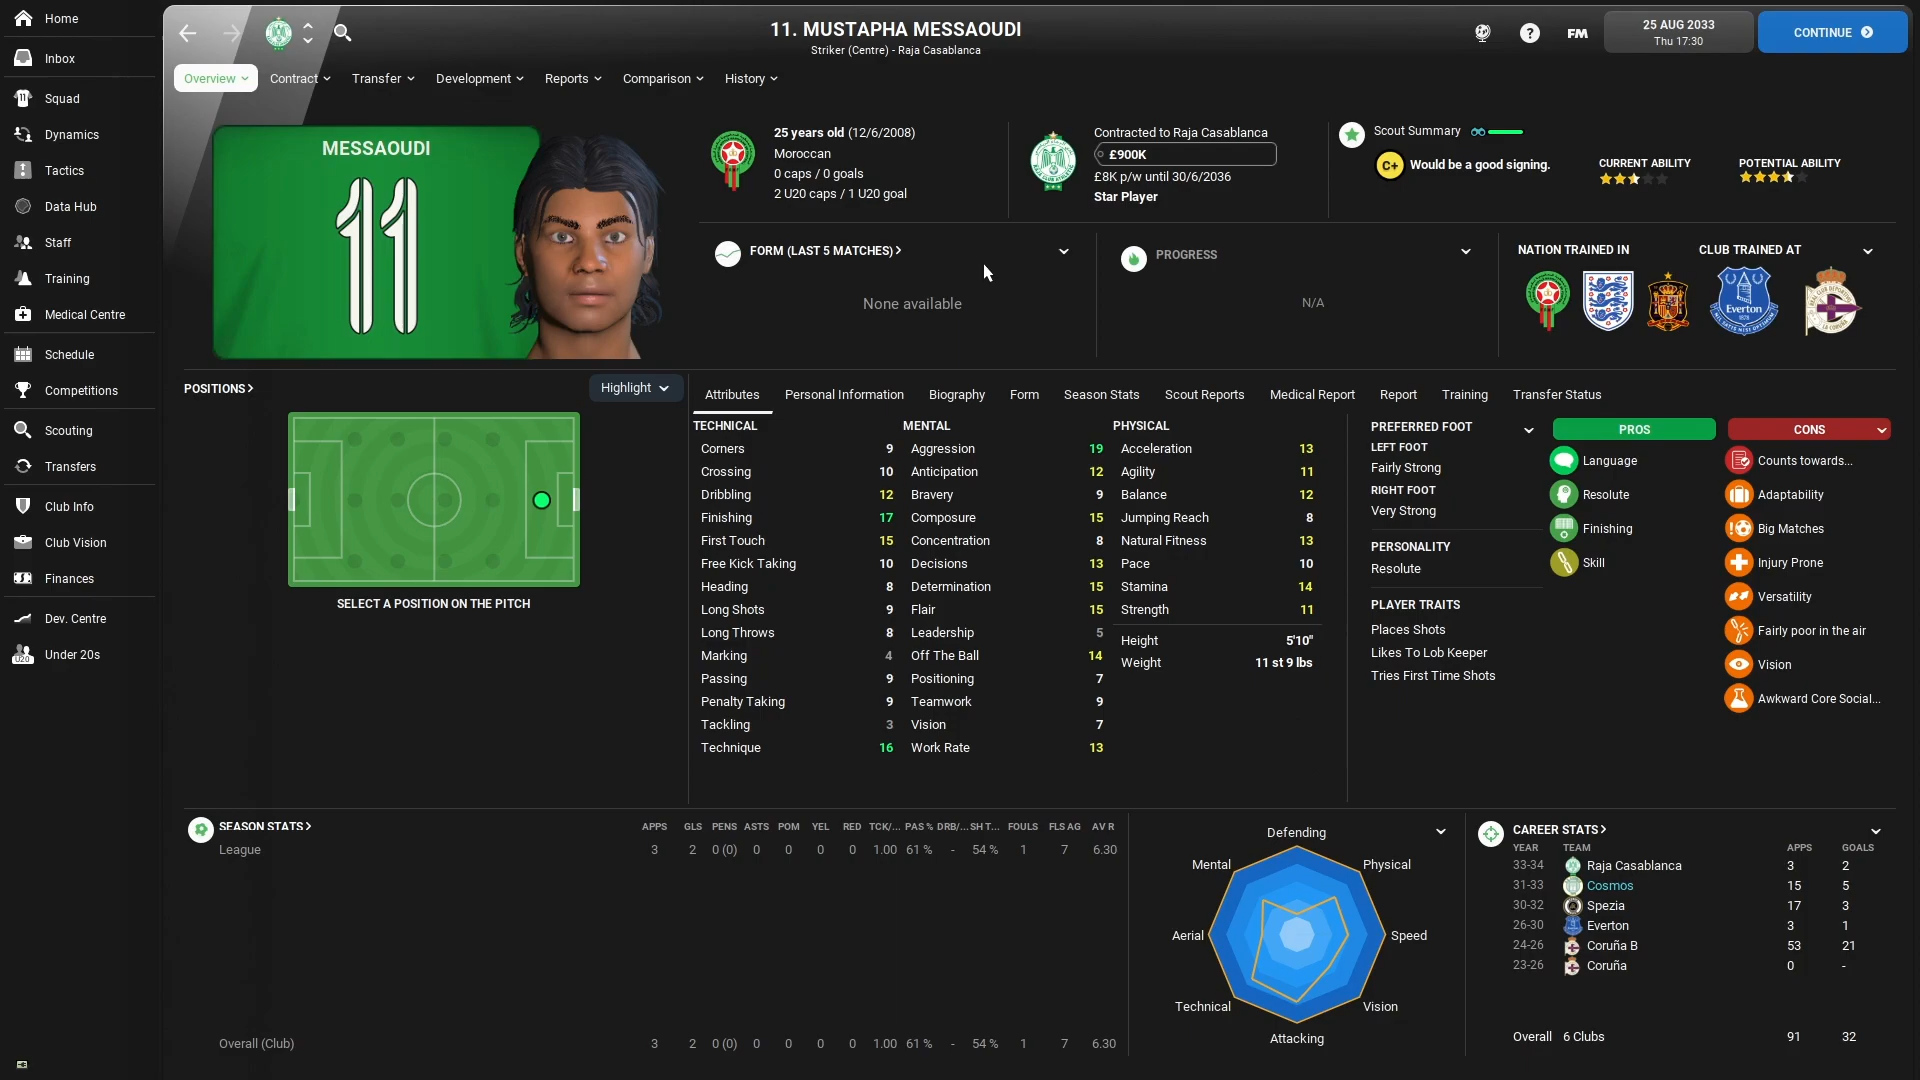 Home
Inbox
Squad
Dynamics
Tactics
Data Hub
Staff
Training
Medical Centre
Schedule
Competitions
Scouting
Transfers
Club Info
Club Vision
Finances
Dev. Centre
Under 20s
11. MUSTAPHA MESSAOUDI
Striker (Centre) - Raja Casablanca
?
FM
25 AUG 2033
Thu 17:30
CONTINUE
Overview Contract Transfer Development Reports Comparison History
MESSAOUDI
11
25 years old (12/6/2008)
Moroccan
0 caps / 0 goals
2 U20 caps / 1 U20 goal
Contracted to Raja Casablanca
£900K
£8K p/w until 30/6/2036
Star Player
Scout Summary
C+ Would be a good signing.
CURRENT ABILITY
POTENTIAL ABILITY
FORM (LAST 5 MATCHES)
None available
PROGRESS
N/A
NATION TRAINED IN
CLUB TRAINED AT
Everton
POSITIONS
Highlight
SELECT A POSITION ON THE PITCH
Attributes Personal Information Biography Form Season Stats Scout Reports Medical Report Report Training Transfer Status
TECHNICAL
Corners 9
Crossing 10
Dribbling 12
Finishing 17
First Touch 15
Free Kick Taking 10
Heading 8
Long Shots 9
Long Throws 8
Marking 4
Passing 9
Penalty Taking 9
Tackling 3
Technique 16
MENTAL
Aggression 19
Anticipation 12
Bravery 9
Composure 15
Concentration 8
Decisions 13
Determination 15
Flair 15
Leadership 5
Off The Ball 14
Positioning 7
Teamwork 9
Vision 7
Work Rate 13
PHYSICAL
Acceleration 13
Agility 11
Balance 12
Jumping Reach 8
Natural Fitness 13
Pace 10
Stamina 14
Strength 11
Height 5'10"
Weight 11 st 9 lbs
PREFERRED FOOT
LEFT FOOT
Fairly Strong
RIGHT FOOT
Very Strong
PERSONALITY
Resolute
PLAYER TRAITS
Places Shots
Likes To Lob Keeper
Tries First Time Shots
PROS
Language
Resolute
Finishing
Skill
CONS
Counts towards...
Adaptability
Big Matches
Injury Prone
Versatility
Fairly poor in the air
Vision
Awkward Core Social...
SEASON STATS APPS GLS PENS ASTS POM YEL RED TCK/... PAS % DRB/... SH T... FOULS FLS AG AV R
League 3 2 0 (0) 0 0 0 0 1.00 61 % - 54 % 1 7 6.30
Overall (Club) 3 2 0 (0) 0 0 0 0 1.00 61 % - 54 % 1 7 6.30
Defending
Mental Physical
Aerial Speed
Technical Vision
Attacking
CAREER STATS
YEAR TEAM APPS GOALS
33-34 Raja Casablanca 3 2
31-33 Cosmos 15 5
30-32 Spezia 17 3
26-30 Everton 3 1
24-26 Coruña B 53 21
23-26 Coruña 0 -
Overall 6 Clubs 91 32